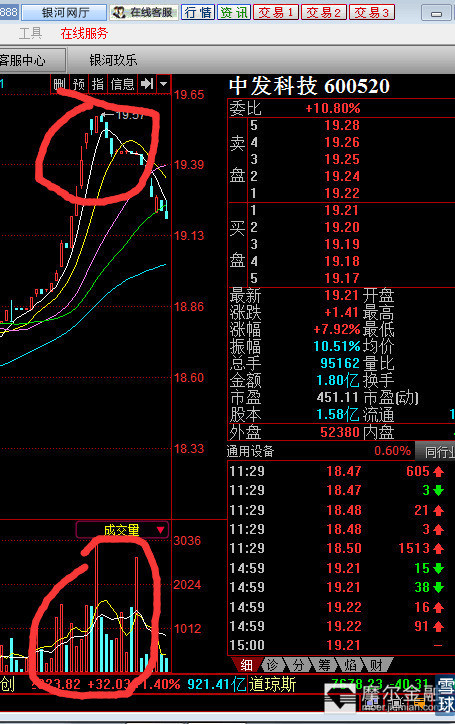 888 银河网厅 在线客服 行情 资讯 交易1 交易2 交易3
工具 在线服务
客服中心 银河玖乐
1 删 预 指 信息
中发科技 600520
委比 +10.80%
卖盘
5 19.28
4 19.26
3 19.25
2 19.24
1 19.22
买盘
1 19.21
2 19.20
3 19.19
4 19.18
5 19.17
最新 19.21 开盘
涨跌 +1.41 最高
涨幅 +7.92% 最低
振幅 10.51% 均价
总手 95162 量比
金额 1.80亿 换手
市盈 451.11 市盈(动)
股本 1.58亿 流通 1
外盘 52380 内盘
通用设备 0.60% 同行业
11:29 18.47 605
11:29 18.47 3
11:29 18.48 21
11:29 18.48 3
11:29 18.50 1513
14:59 19.21 15
14:59 19.21 38
14:59 19.22 16
14:59 19.22 91
15:00 19.21 —
细 诊 分 筹 焰 财
19.65
19.57
19.39
19.13
18.86
18.60
18.33
成交量
3036
2024
1012
创 +32.03 921.41亿 道琼斯 7678.23 -40.31
摩尔金融
雪球